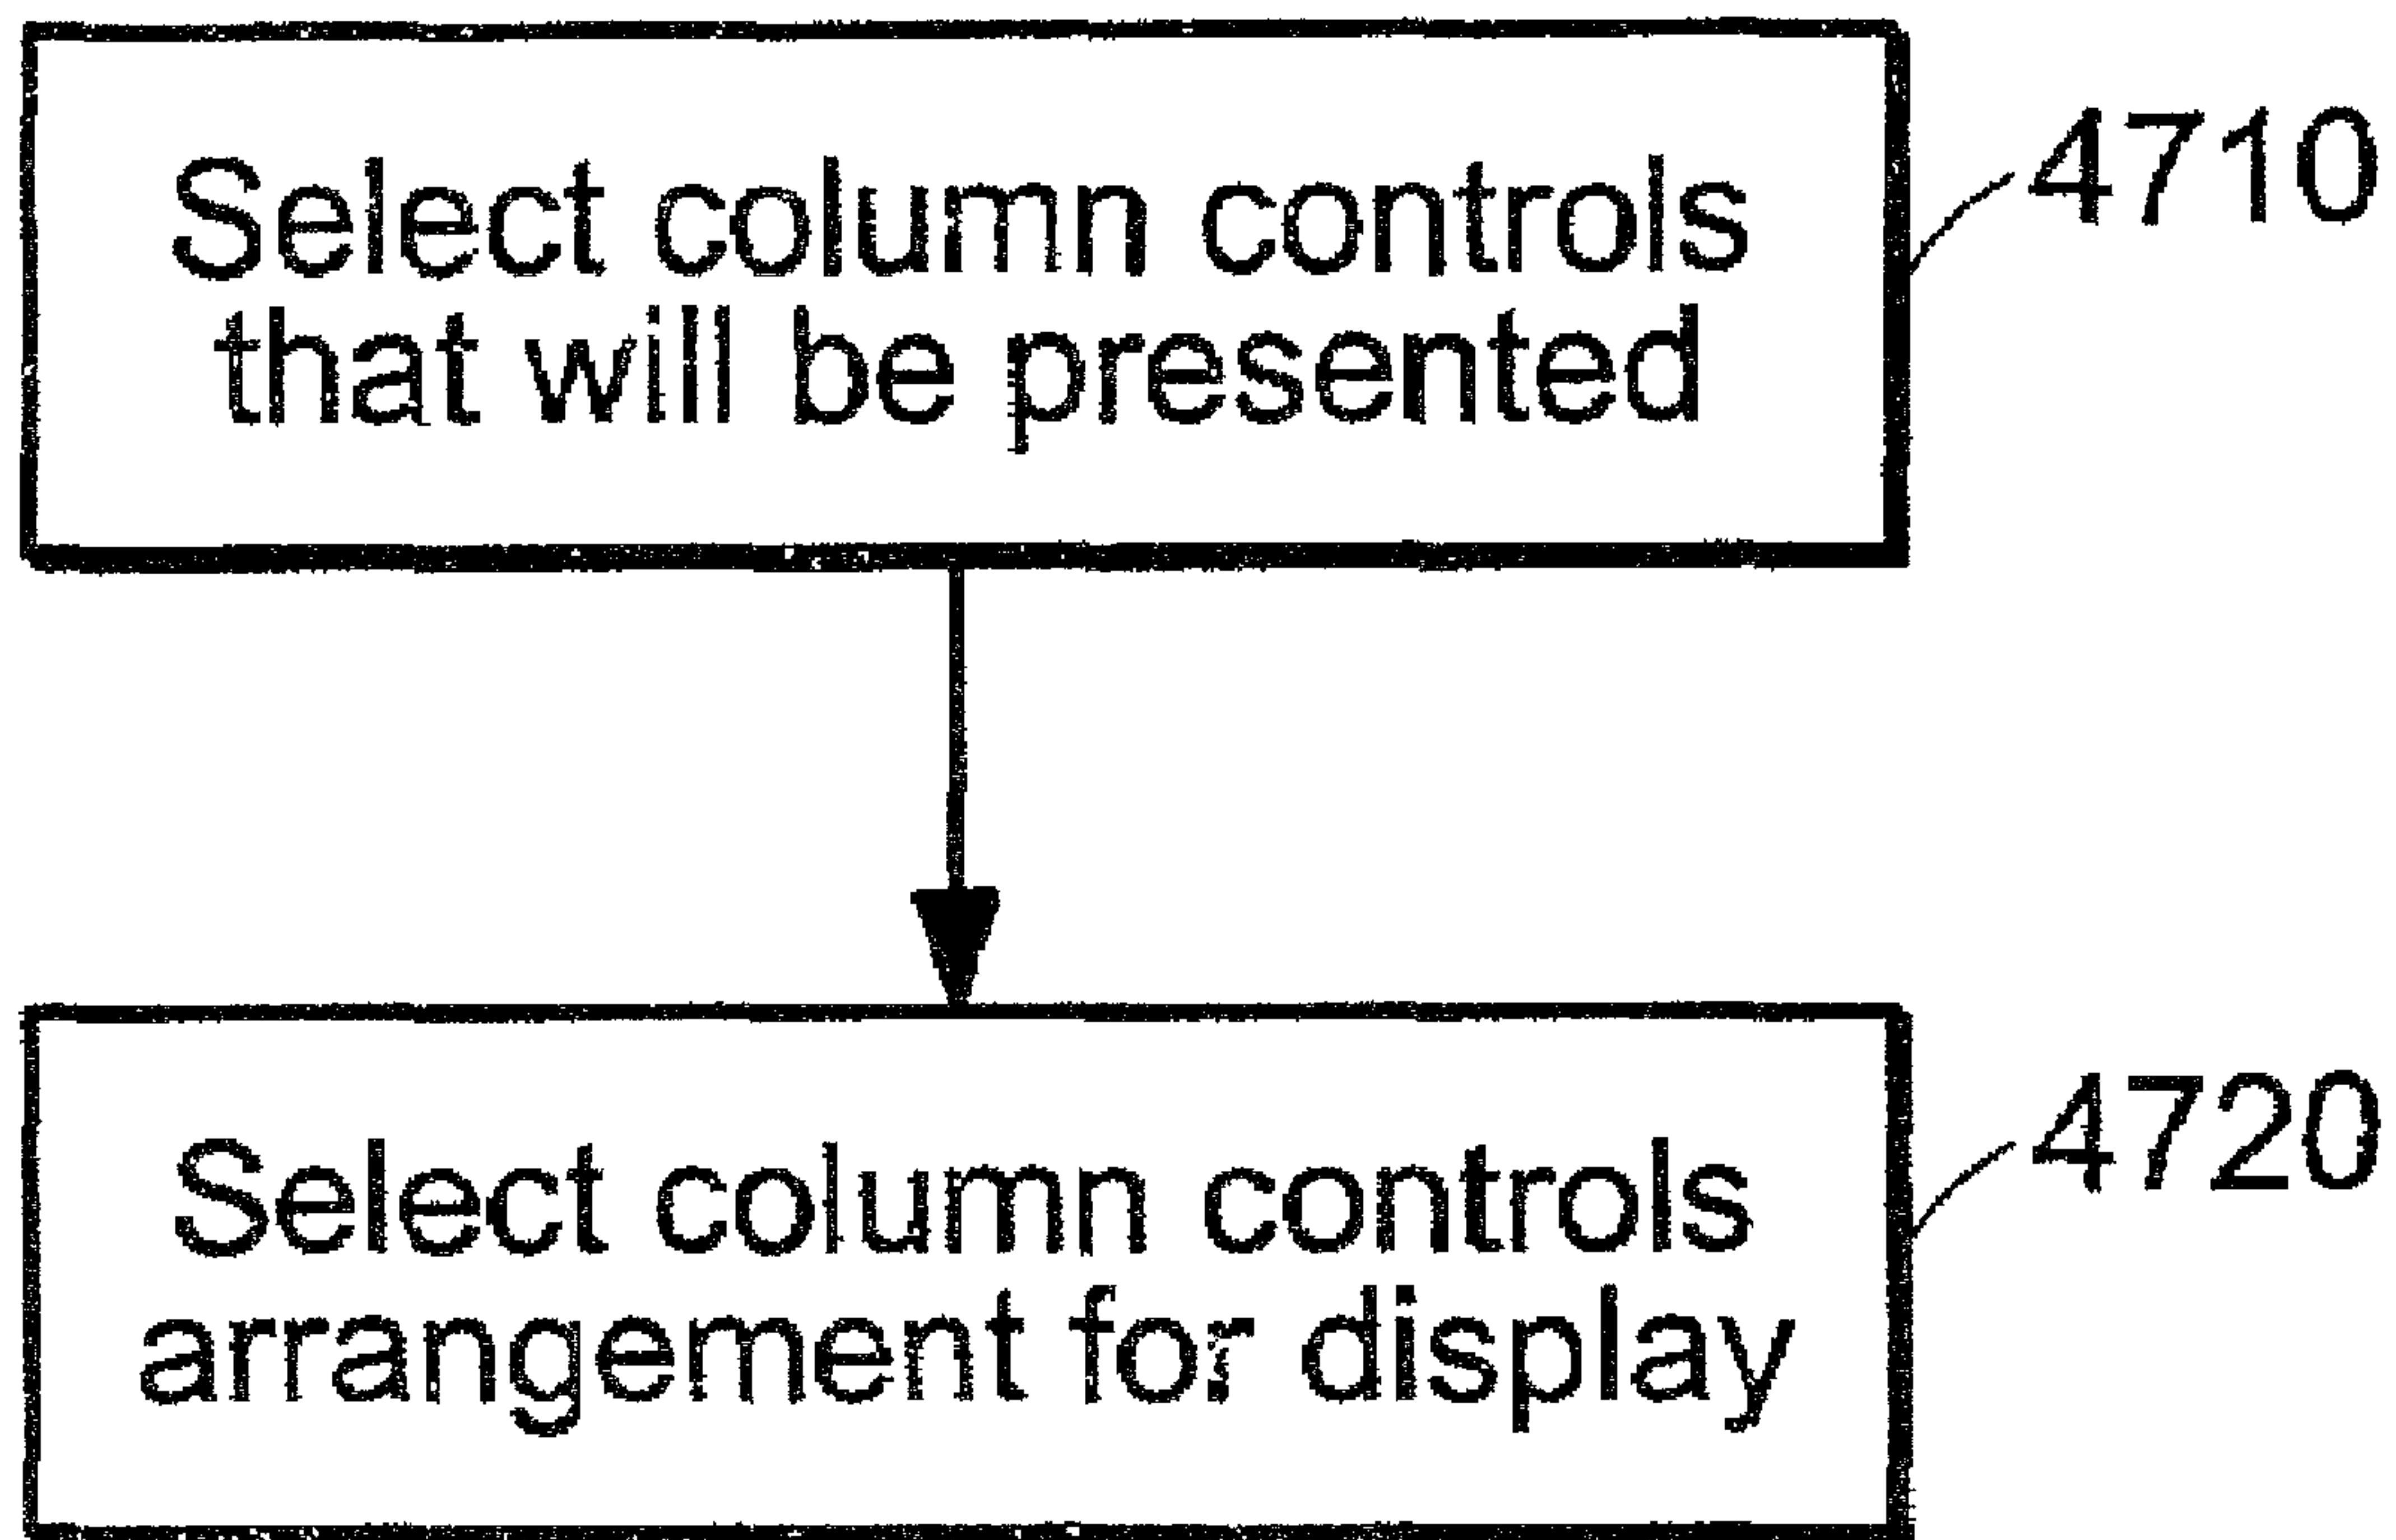 Select column controls
that will be presented
4710
Select column controls
arrangement for display
4720